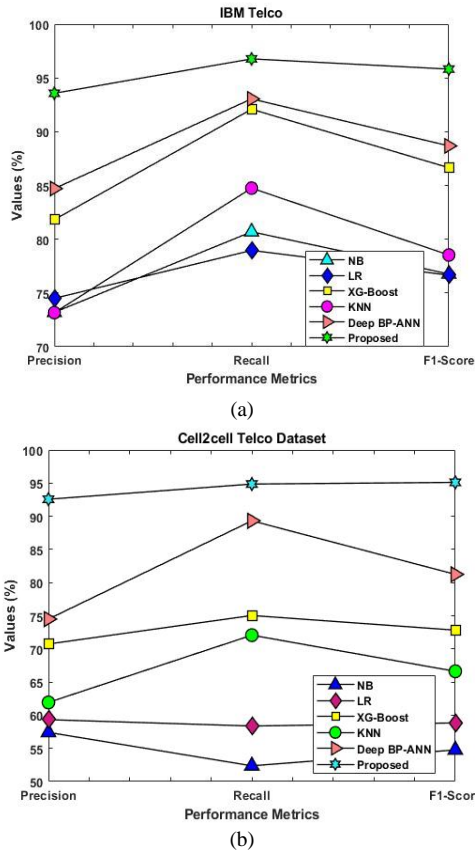 IBM Telco
100
95
90
85
80
75
70
Values (%)
NB
LR
XG-Boost
KNN
Deep BP-ANN
Proposed
Precision Recall F1-Score
Performance Metrics
(a)
Cell2cell Telco Dataset
100
95
90
85
80
75
70
65
60
55
50
Values (%)
NB
LR
XG-Boost
KNN
Deep BP-ANN
Proposed
Precision Recall F1-Score
Performance Metrics
(b)